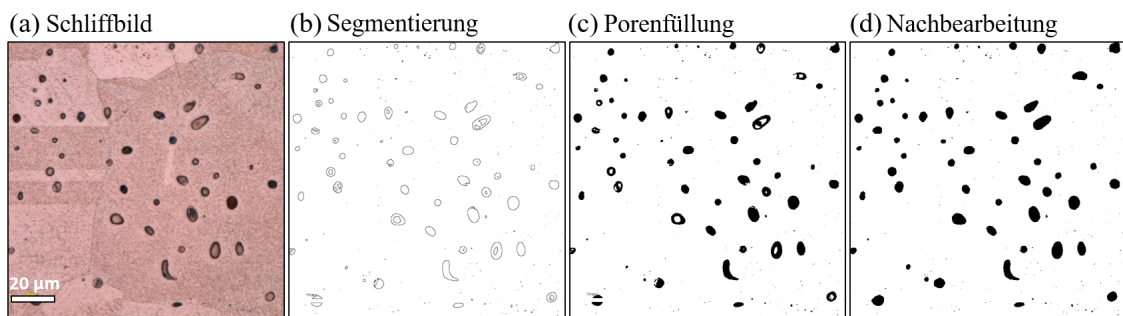 (a) Schliffbild
(b) Segmentierung
(c) Porenfüllung
(d) Nachbearbeitung
20 µm